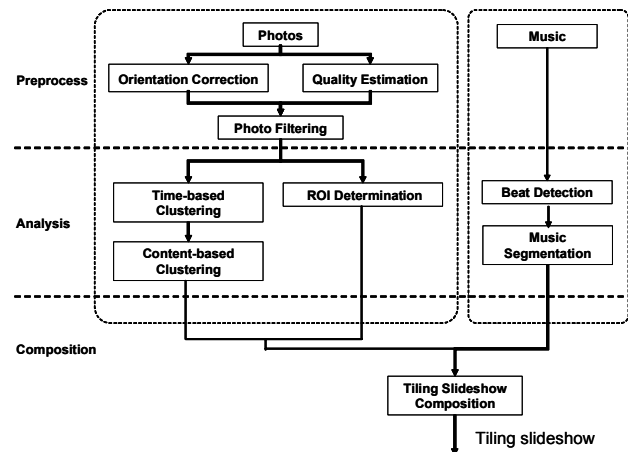 Photos
Music
Preprocess
Orientation Correction
Quality Estimation
Photo Filtering
Time-based
Clustering
ROI Determination
Beat Detection
Analysis
Content-based
Clustering
Music
Segmentation
Composition
Tiling Slideshow
Composition
Tiling slideshow